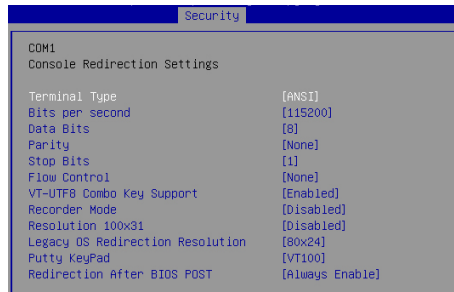 Security
COM1
Console Redirection Settings
Terminal Type [ANSI]
Bits per second [115200]
Data Bits [8]
Parity [None]
Stop Bits [1]
Flow Control [None]
VT-UTF8 Combo Key Support [Enabled]
Recorder Mode [Disabled]
Resolution 100x31 [Disabled]
Legacy OS Redirection Resolution [80x24]
Putty KeyPad [VT100]
Redirection After BIOS POST [Always Enable]